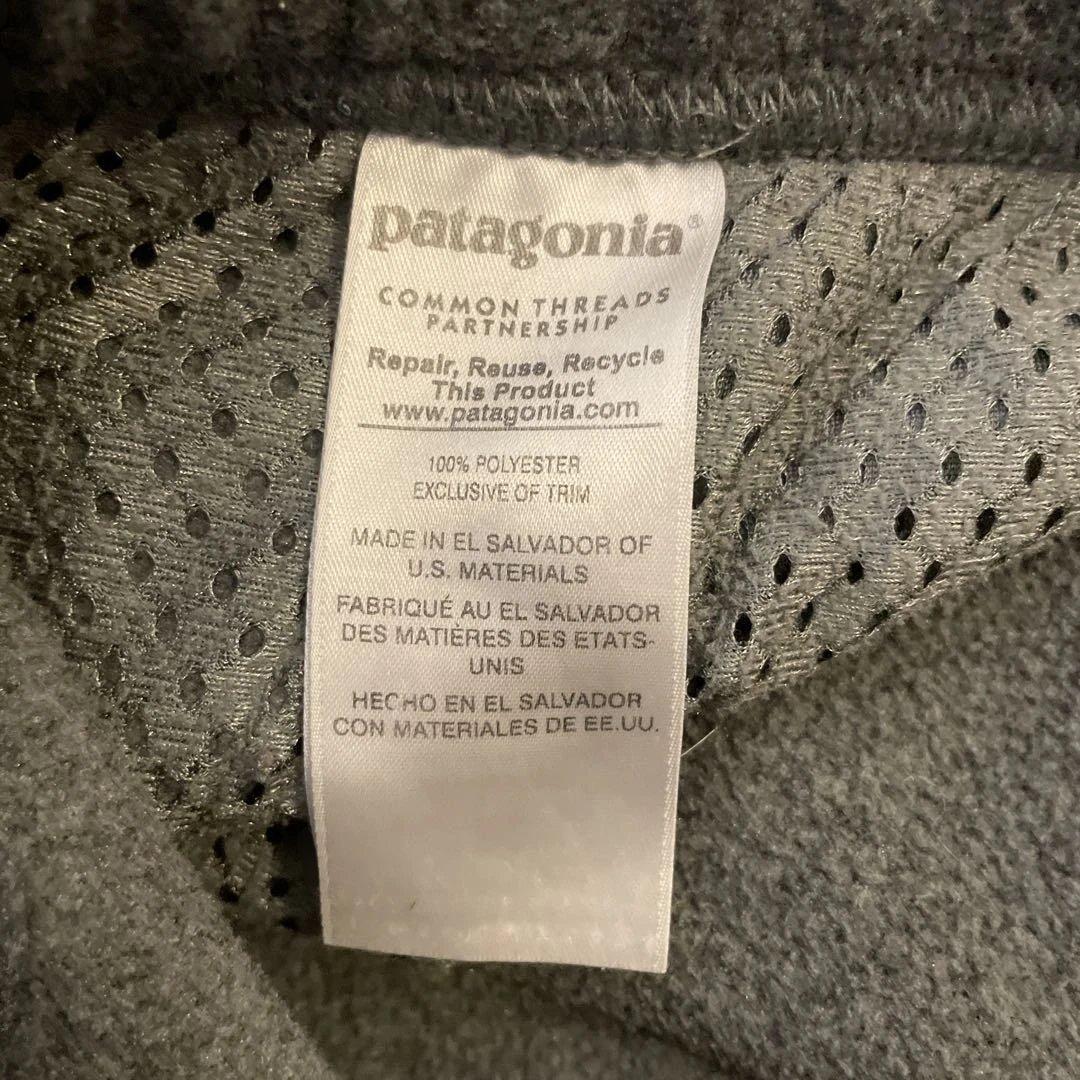 patagonia®
COMMON THREADS
PARTNERSHIP
Repair, Reuse, Recycle
This Product
www.patagonia.com
100% POLYESTER
EXCLUSIVE OF TRIM
MADE IN EL SALVADOR OF
U.S. MATERIALS
FABRIQUÉ AU EL SALVADOR
DES MATIÈRES DES ETATS-
UNIS
HECHO EN EL SALVADOR
CON MATERIALES DE EE.UU.